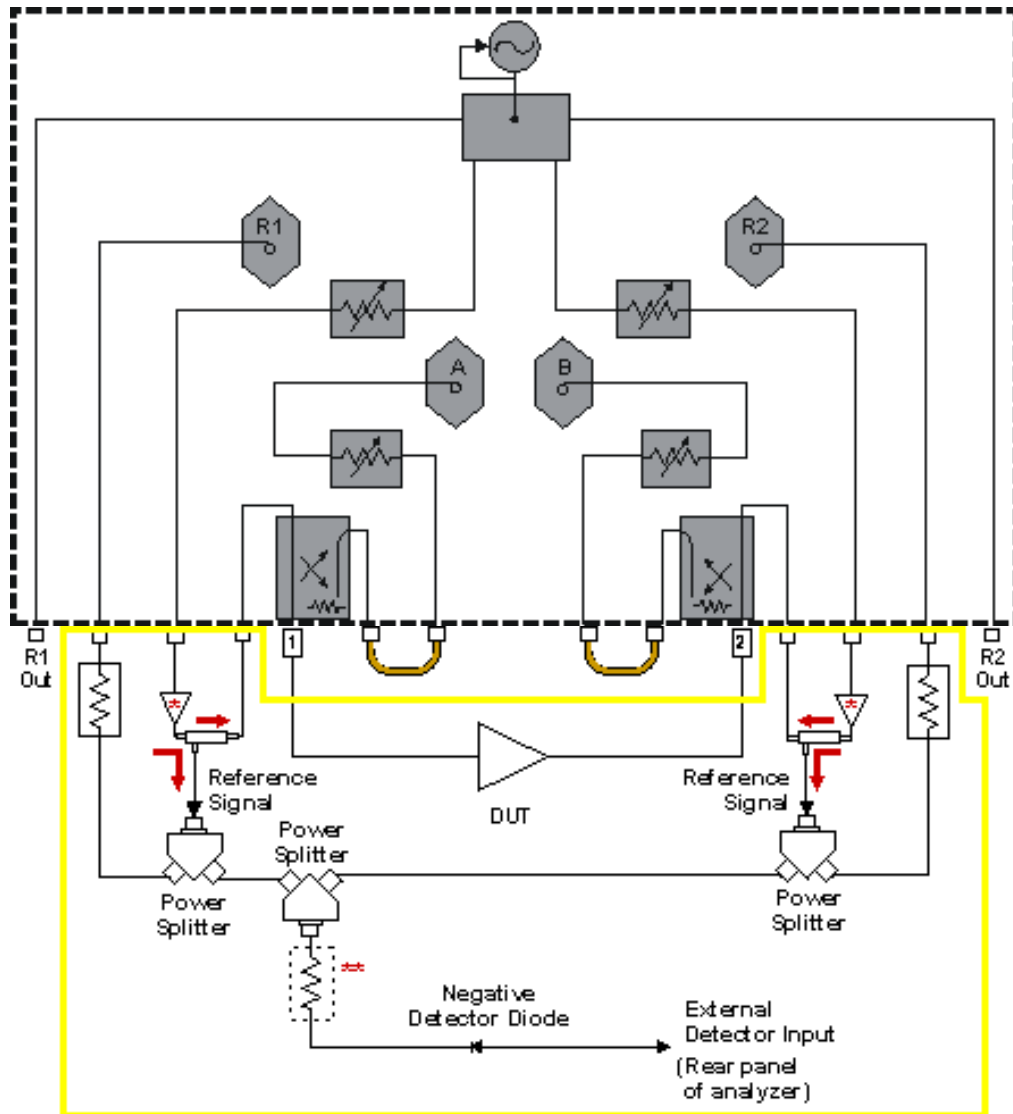 R1
R2
A
B
1
2
R1
Out
R2
Out
*
*
Reference
Signal
Reference
Signal
DUT
Power
Splitter
Power
Splitter
Power
Splitter
**
Negative
Detector Diode
External
Detector Input
(Rear panel
of analyzer)